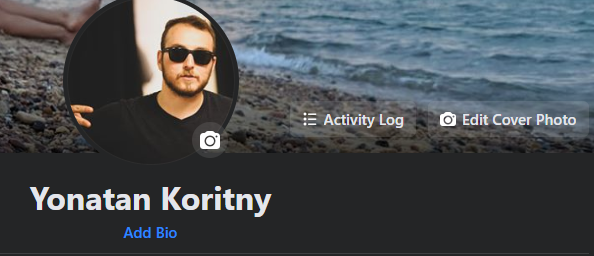 Activity Log
Edit Cover Photo
Yonatan Koritny
Add Bio